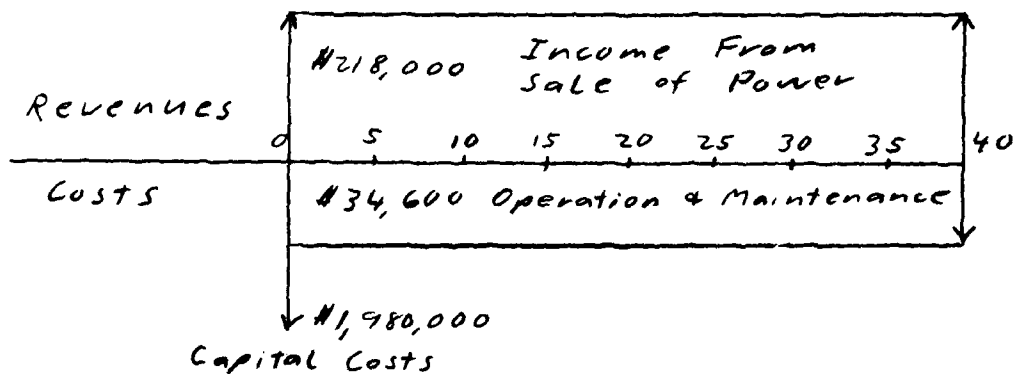 $218,000 Income From
Sale of Power
Revenues
0 5 10 15 20 25 30 35 40
Costs
$34,600 Operation & Maintenance
$1,980,000
Capital Costs